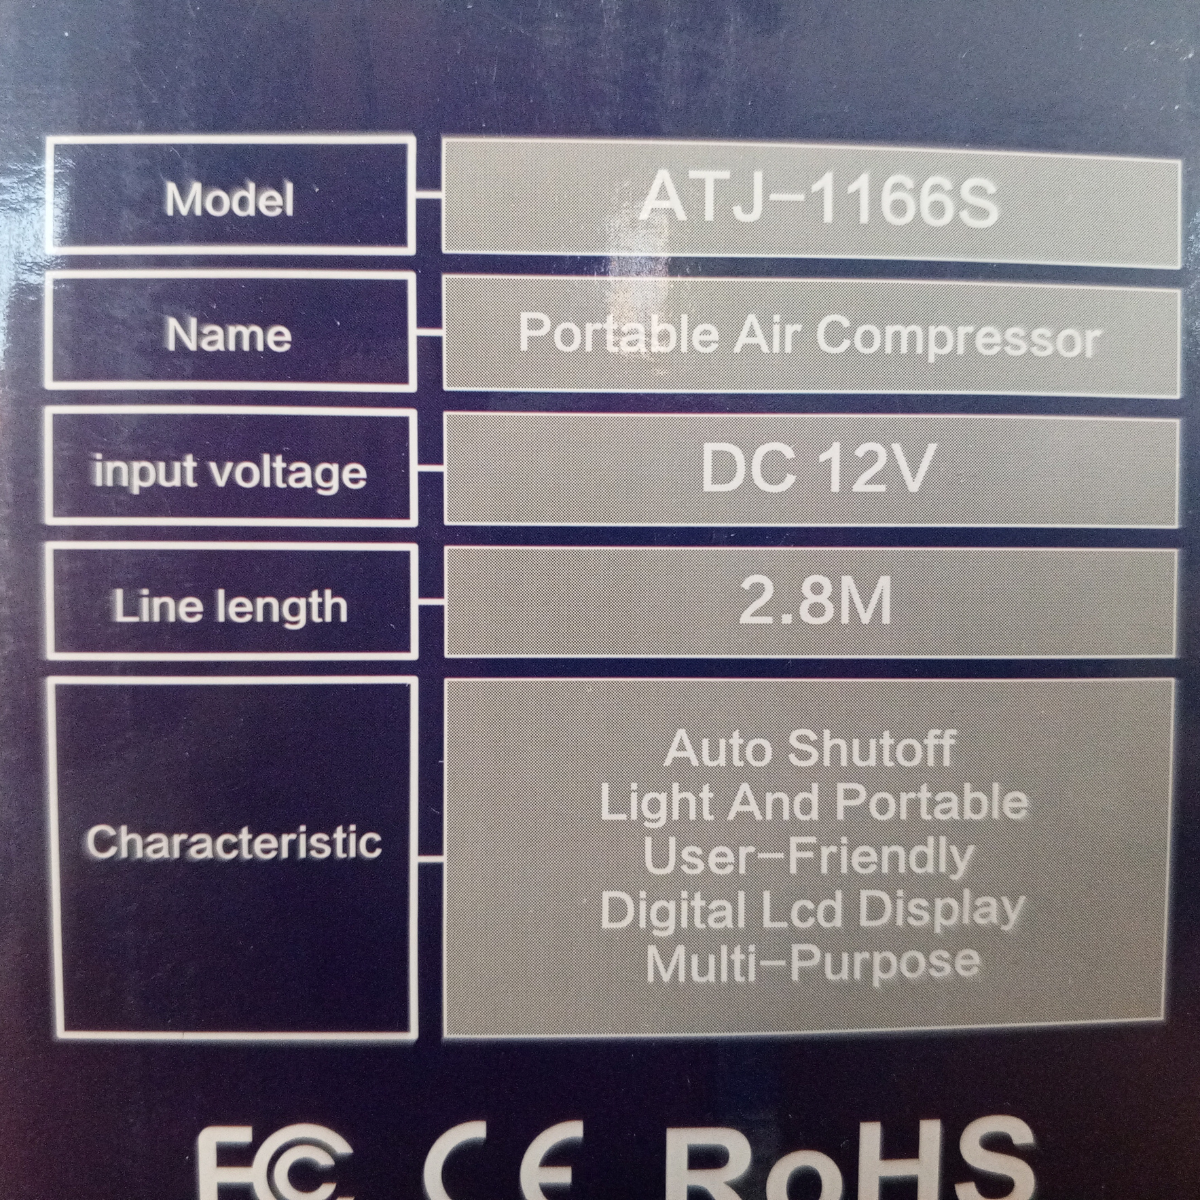 Model ATJ-1166S
Name Portable Air Compressor
input voltage DC 12V
Line length 2.8M
Characteristic
Auto Shutoff
Light And Portable
User-Friendly
Digital Lcd Display
Multi-Purpose
FC CE RoHS